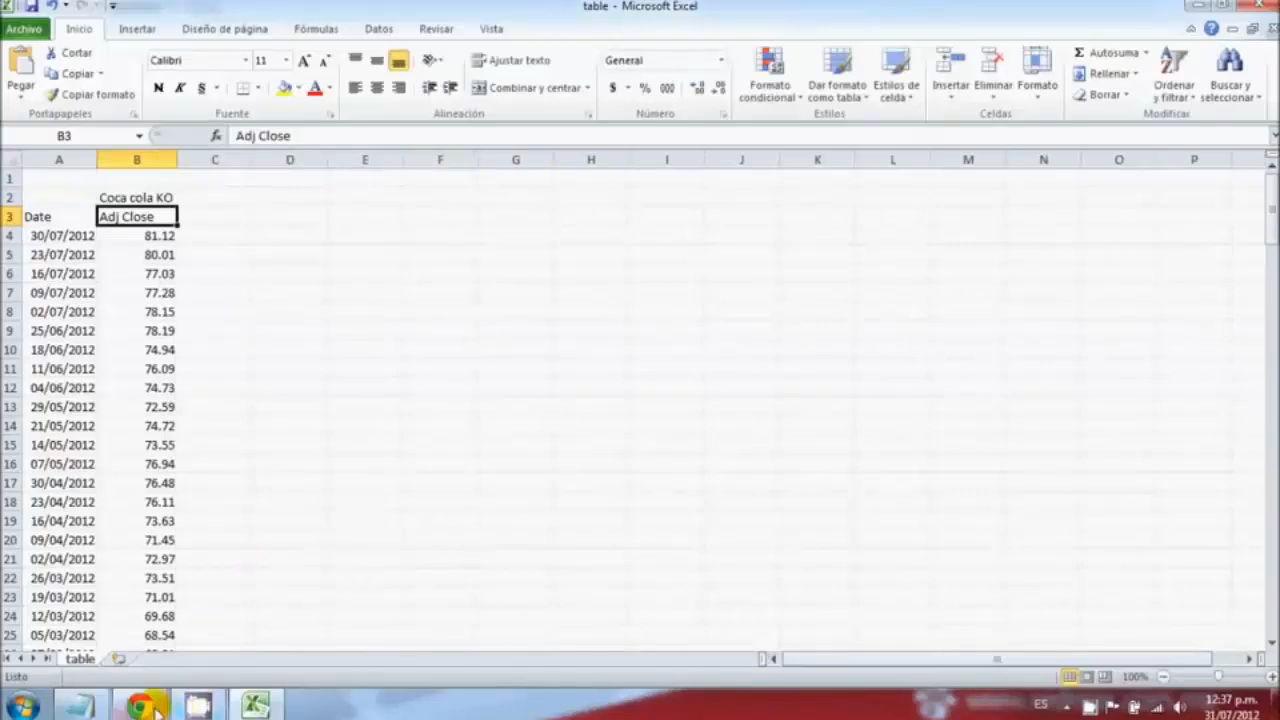 table - Microsoft Excel
Archivo Inicio Insertar Diseño de página Fórmulas Datos Revisar Vista
Pegar
Cortar
Copiar
Copiar formato
Portapapeles
Calibri 11
N K S
Fuente
Ajustar texto
Combinar y centrar
Alineación
General
$ % 000
Número
Formato condicional
Dar formato como tabla
Estilos de celda
Estilos
Insertar Eliminar Formato
Celdas
Autosuma
Rellenar
Borrar
Ordenar y filtrar
Buscar y seleccionar
Modificar
B3 fx Adj Close
A B C D E F G H I J K L M N O P
1
2 Coca cola KO
3 Date Adj Close
4 30/07/2012 81.12
5 23/07/2012 80.01
6 16/07/2012 77.03
7 09/07/2012 77.28
8 02/07/2012 78.15
9 25/06/2012 78.19
10 18/06/2012 74.94
11 11/06/2012 76.09
12 04/06/2012 74.73
13 29/05/2012 72.59
14 21/05/2012 74.72
15 14/05/2012 73.55
16 07/05/2012 76.94
17 30/04/2012 76.48
18 23/04/2012 76.11
19 16/04/2012 73.63
20 09/04/2012 71.45
21 02/04/2012 72.97
22 26/03/2012 73.51
23 19/03/2012 71.01
24 12/03/2012 69.68
25 05/03/2012 68.54
table
Listo 100%
ES 12:37 p.m.
31/07/2012